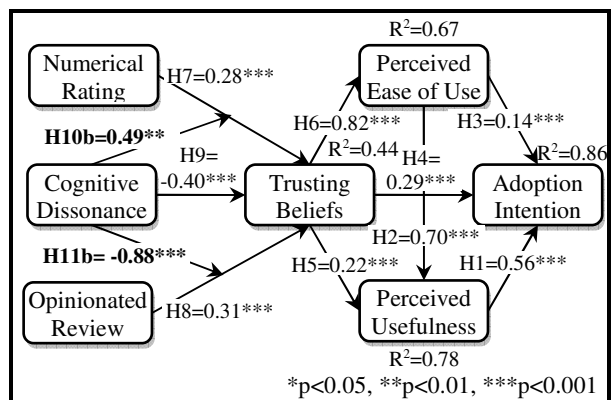 R²=0.67
Numerical
Rating
H7=0.28***
Perceived
Ease of Use
H10b=0.49**
H9=
-0.40***
H6=0.82***
R²=0.44
H4=
0.29***
H3=0.14***
R²=0.86
Cognitive
Dissonance
Trusting
Beliefs
Adoption
Intention
H11b= -0.88***
H2=0.70***
H5=0.22***
H1=0.56***
Opinionated
Review
H8=0.31***
Perceived
Usefulness
R²=0.78
*p<0.05, **p<0.01, ***p<0.001